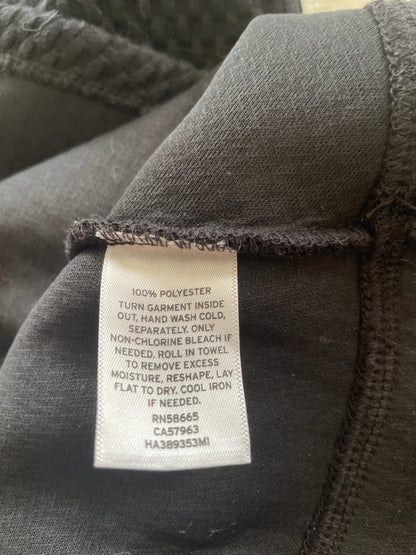 100% POLYESTER
TURN GARMENT INSIDE
OUT, HAND WASH COLD,
SEPARATELY. ONLY
NON-CHLORINE BLEACH IF
NEEDED. ROLL IN TOWEL
TO REMOVE EXCESS
MOISTURE, RESHAPE, LAY
FLAT TO DRY. COOL IRON
IF NEEDED.
RN58665
CA57963
HA389353MI